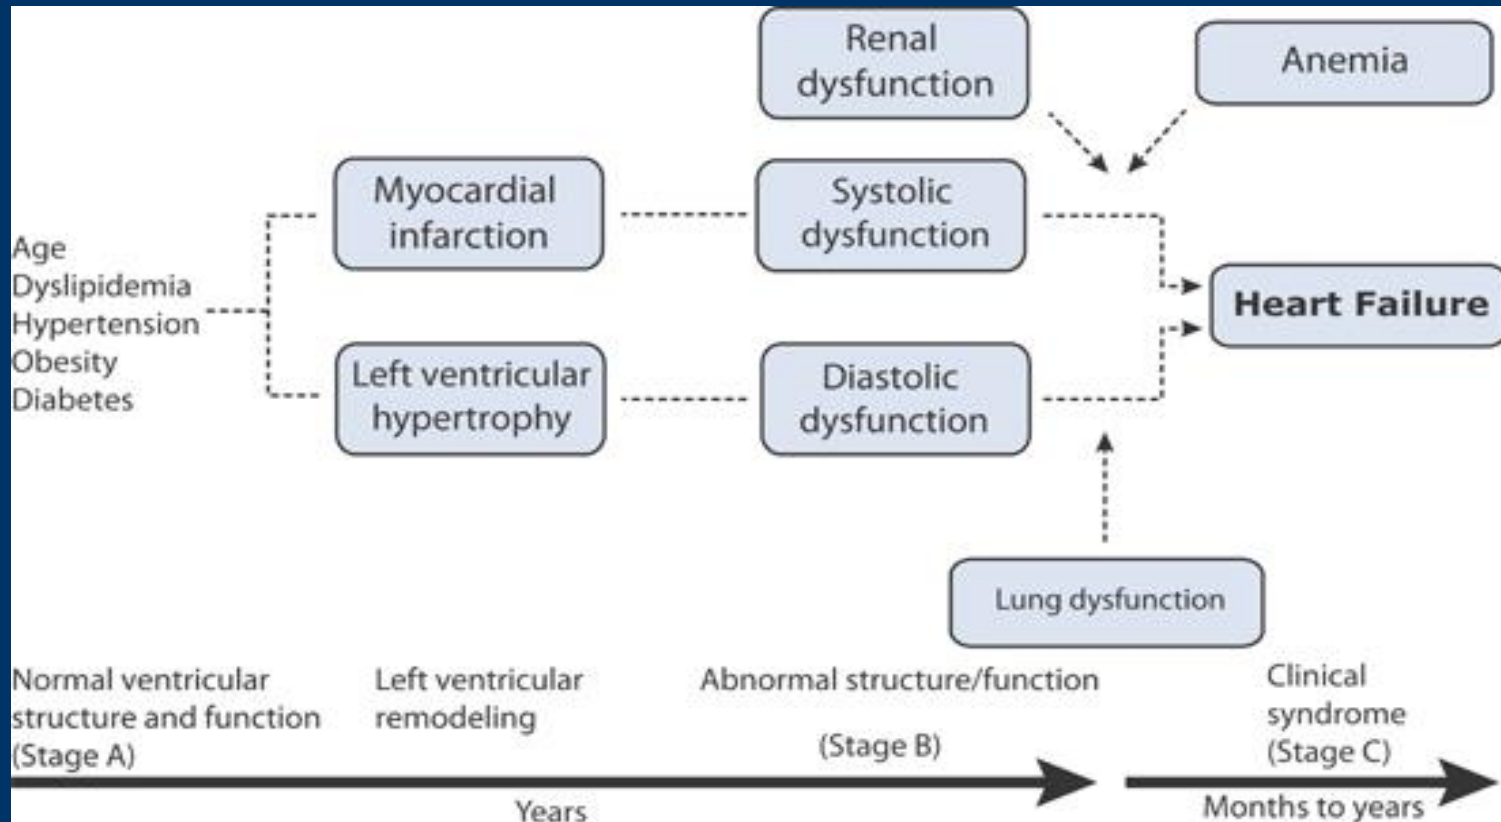 Renal
dysfunction
Anemia
Myocardial
infarction
Systolic
dysfunction
Age
Dyslipidemia
Hypertension
Obesity
Diabetes
Heart Failure
Left ventricular
hypertrophy
Diastolic
dysfunction
Lung dysfunction
Normal ventricular
structure and function
(Stage A)
Left ventricular
remodeling
Abnormal structure/function
(Stage B)
Clinical
syndrome
(Stage C)
Years
Months to years